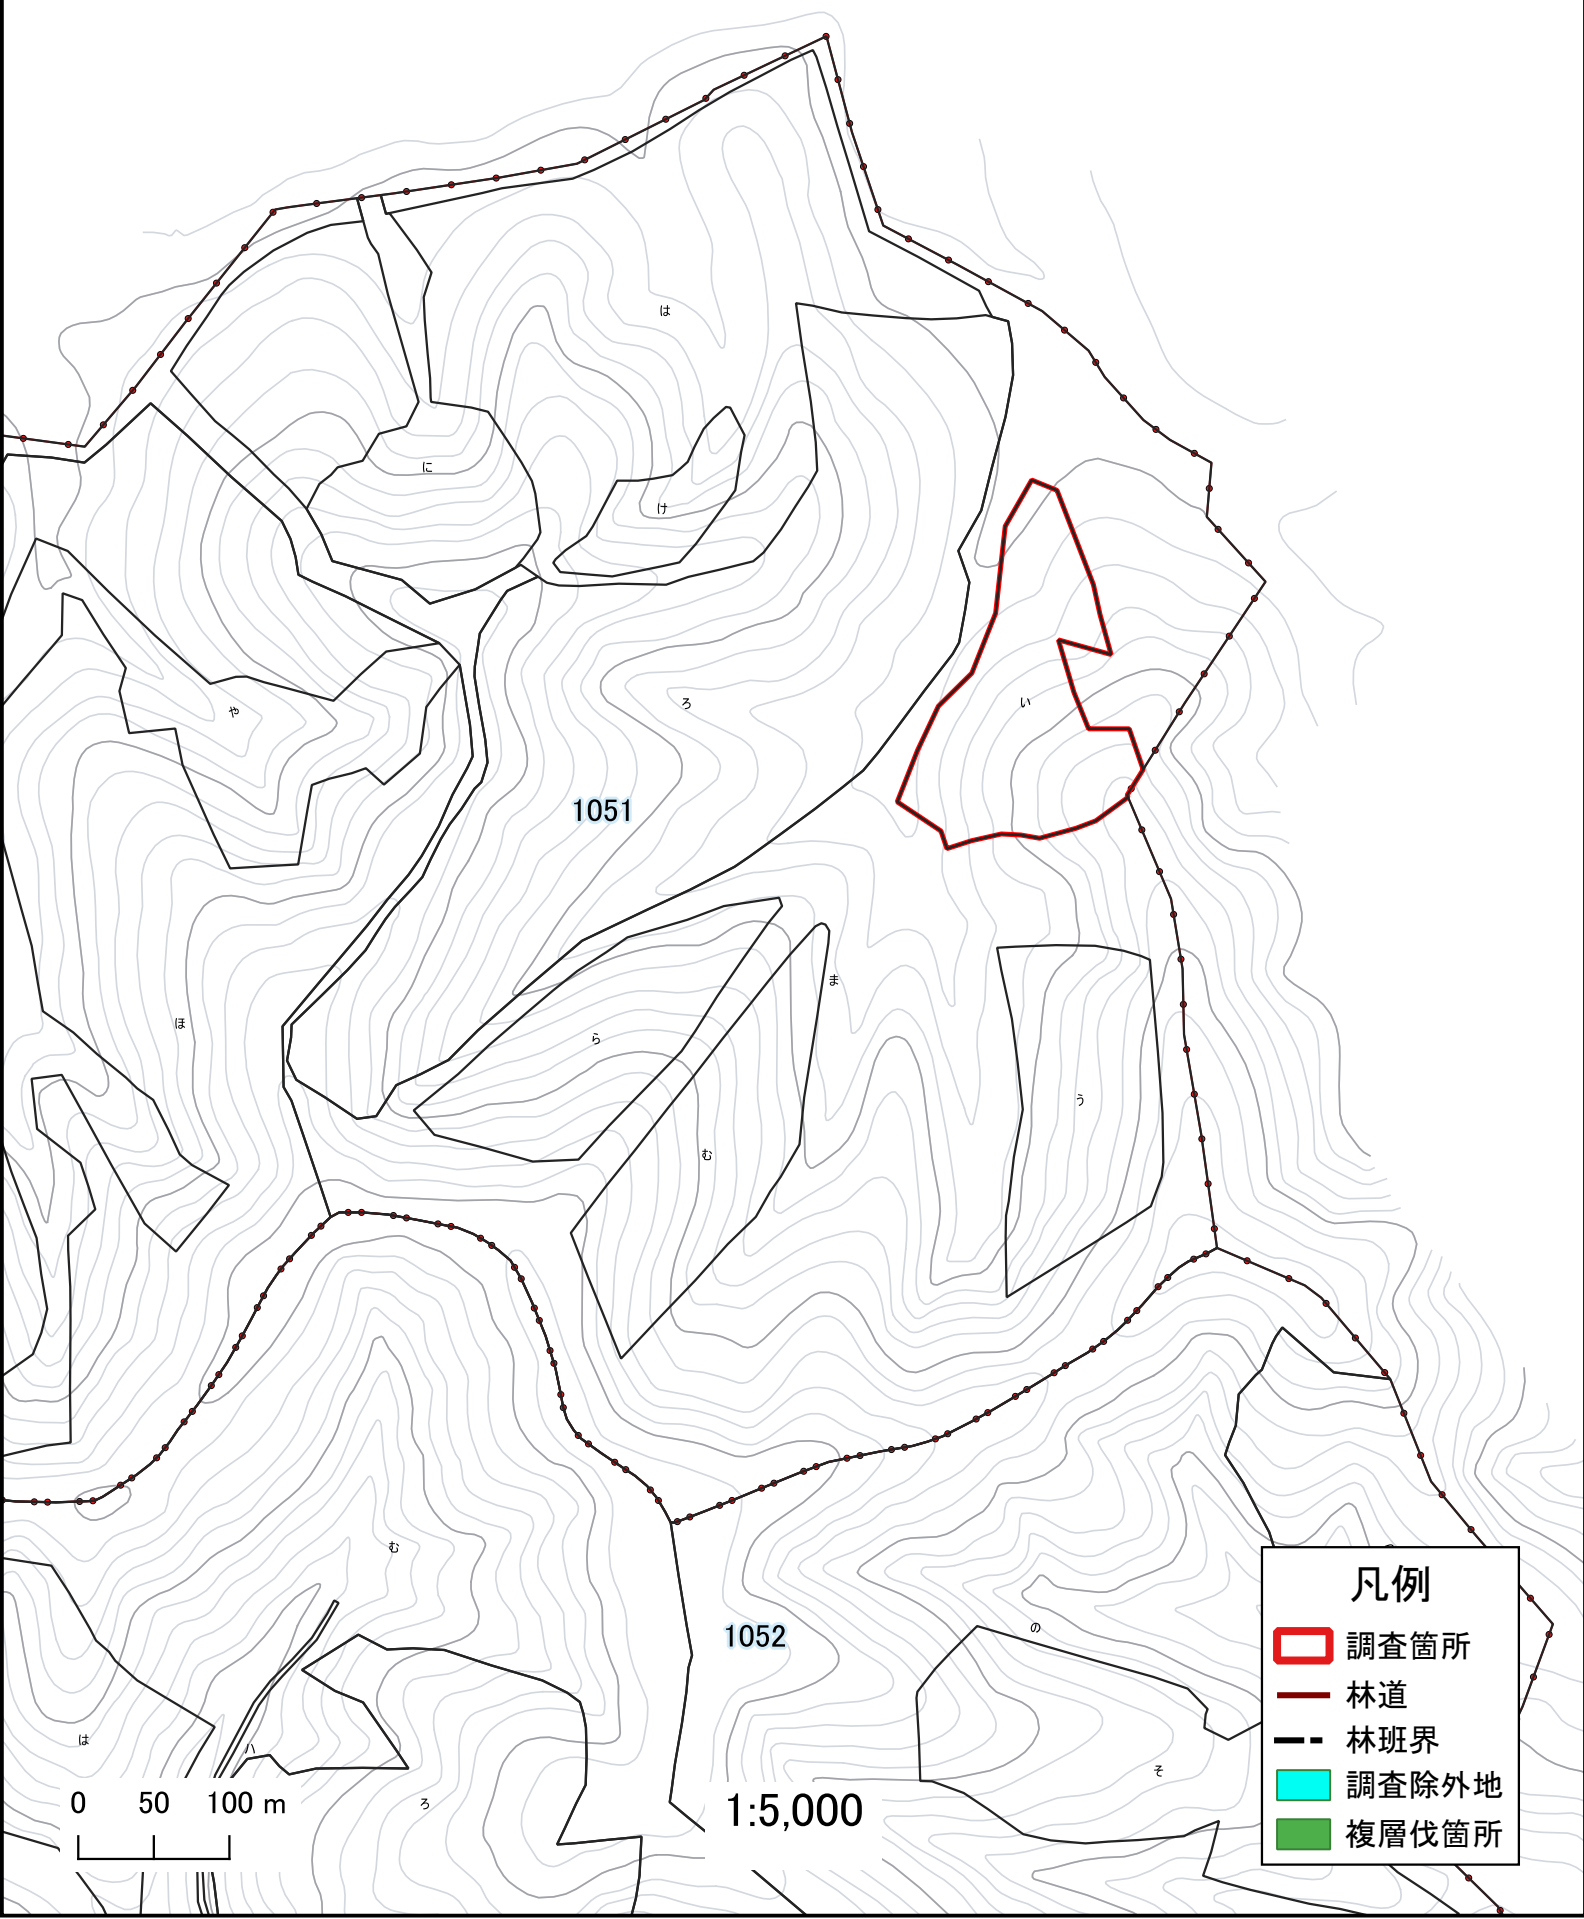 は
に
け
や
ろ
い
1051
ま
ほ
ら
う
む
む
1052
の
は
ハ
そ
ろ
0 50 100 m
1:5,000
凡例
調査箇所
林道
林班界
調査除外地
複層伐箇所